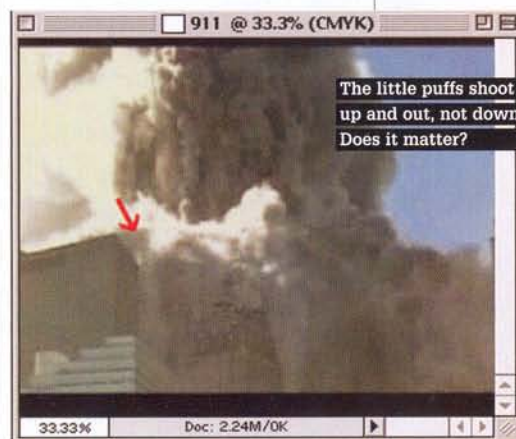 911 @ 33.3% (CMYK)
The little puffs shoot
up and out, not down
Does it matter?
33.33%
Doc: 2.24M/0K